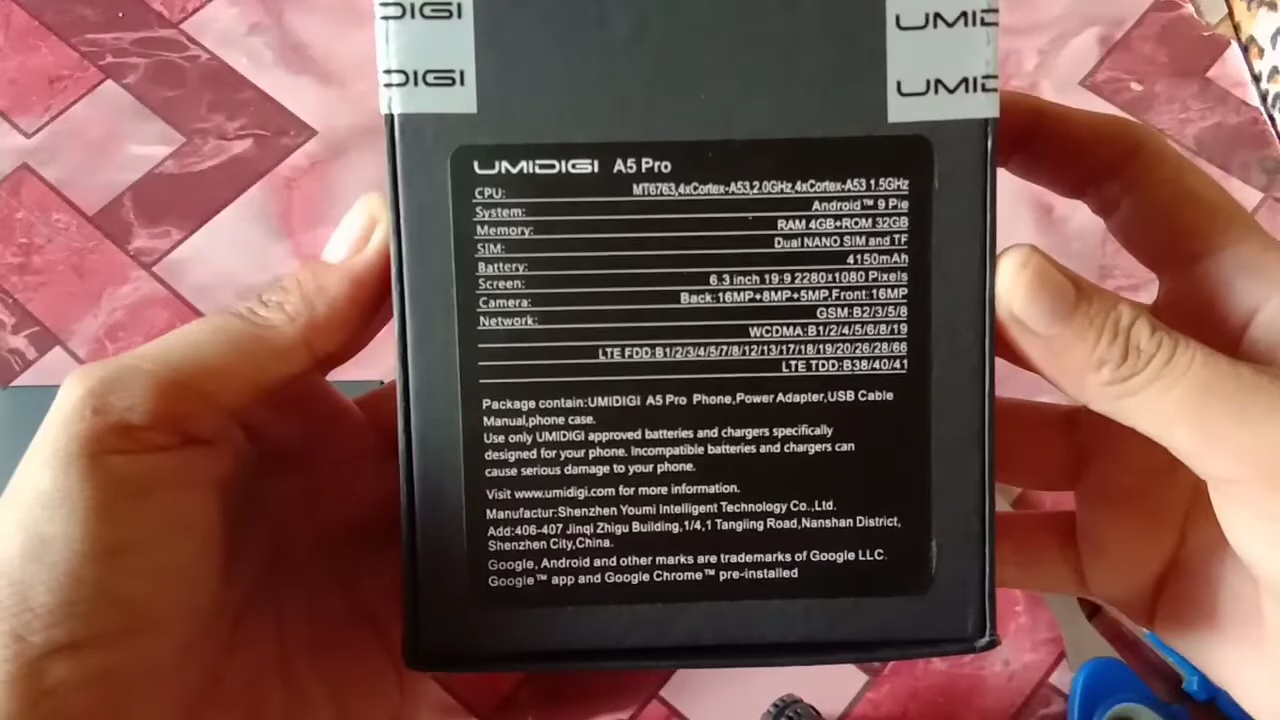 DIGI UMID
DIGI UMID
UMIDIGI A5 Pro
CPU: MT6763,4xCortex-A53,2.0GHz,4xCortex-A53 1.5GHz
System: Android™ 9 Pie
Memory: RAM 4GB+ROM 32GB
SIM: Dual NANO SIM and TF
Battery: 4150mAh
Screen: 6.3 inch 19:9 2280x1080 Pixels
Camera: Back:16MP+8MP+5MP,Front:16MP
Network: GSM:B2/3/5/8
WCDMA:B1/2/4/5/6/8/19
LTE FDD:B1/2/3/4/5/7/8/12/13/17/18/19/20/26/28/66
LTE TDD:B38/40/41
Package contain:UMIDIGI A5 Pro Phone,Power Adapter,USB Cable
Manual,phone case.
Use only UMIDIGI approved batteries and chargers specifically
designed for your phone. Incompatible batteries and chargers can
cause serious damage to your phone.
Visit www.umidigi.com for more information.
Manufactur:Shenzhen Youmi Intelligent Technology Co.,Ltd.
Add:406-407 Jinqi Zhigu Building,1/4,1 Tangling Road,Nanshan District,
Shenzhen City,China.
Google, Android and other marks are trademarks of Google LLC.
Google™ app and Google Chrome™ pre-installed